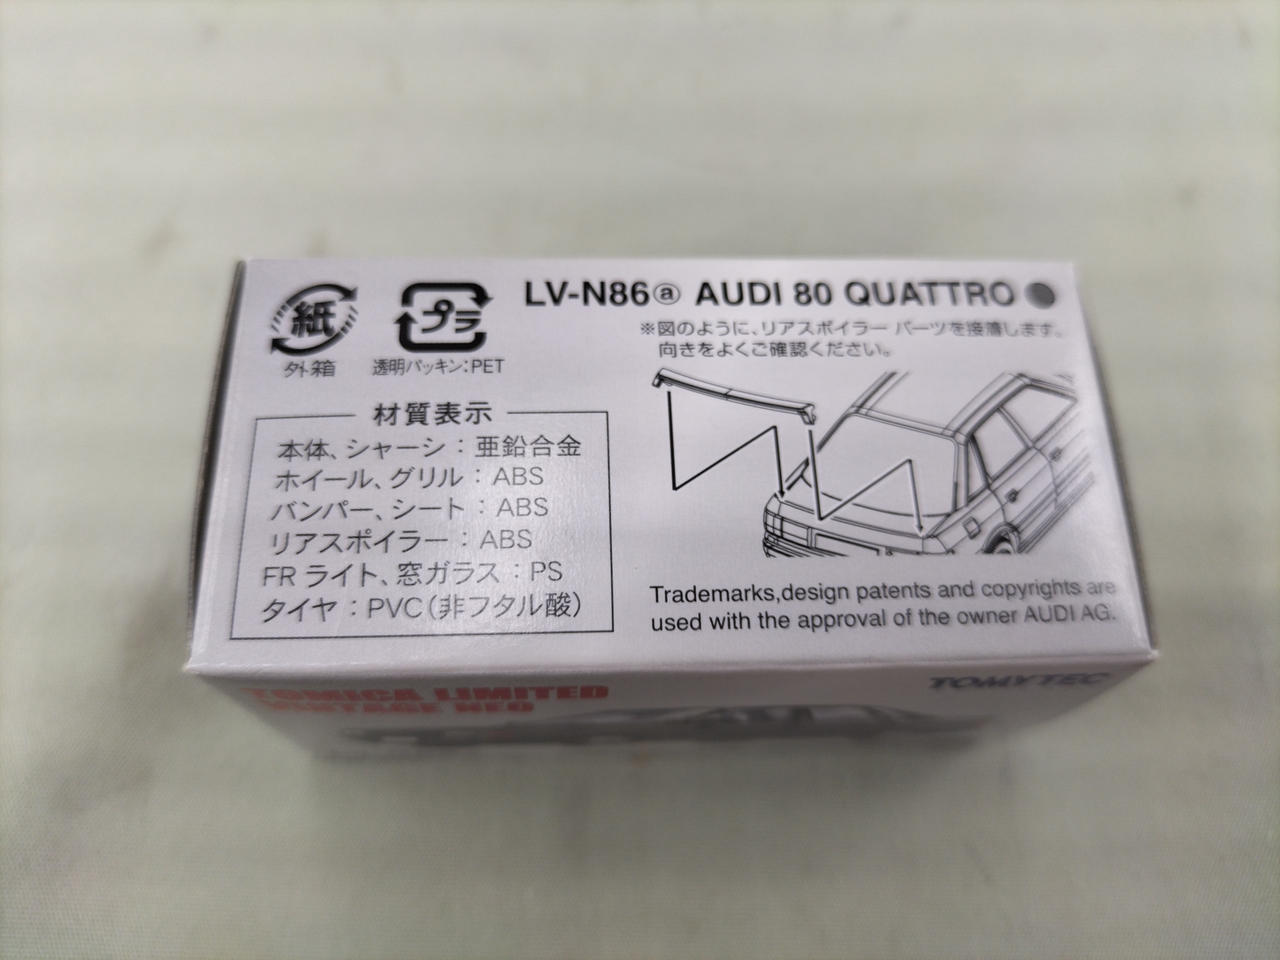 紙
外箱
プラ
透明パッキン:PET
LV-N86ⓐ AUDI 80 QUATTRO ●
※図のように、リアスポイラー パーツを接着します。
向きをよくご確認ください。
材質表示
本体、シャーシ:亜鉛合金
ホイール、グリル:ABS
バンパー、シート:ABS
リアスポイラー:ABS
FRライト、窓ガラス:PS
タイヤ:PVC(非フタル酸)
Trademarks,design patents and copyrights are
used with the approval of the owner AUDI AG.
TOMICA LIMITED
VINTAGE NEO
TOMYTEC